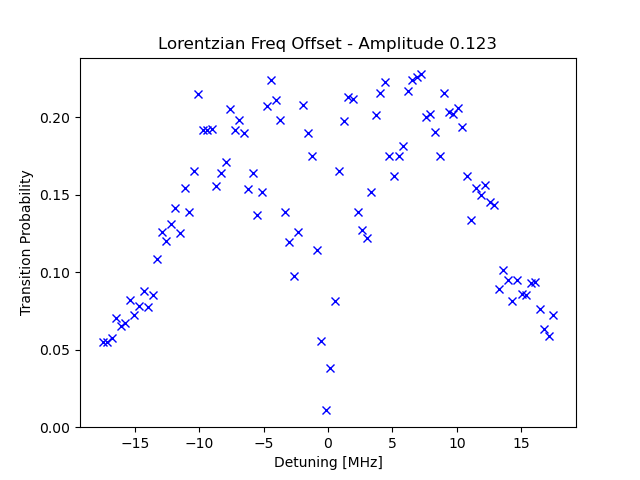 Lorentzian Freq Offset - Amplitude 0.123
Transition Probability
0.20
0.15
0.10
0.05
0.00
−15 −10 −5 0 5 10 15
Detuning [MHz]